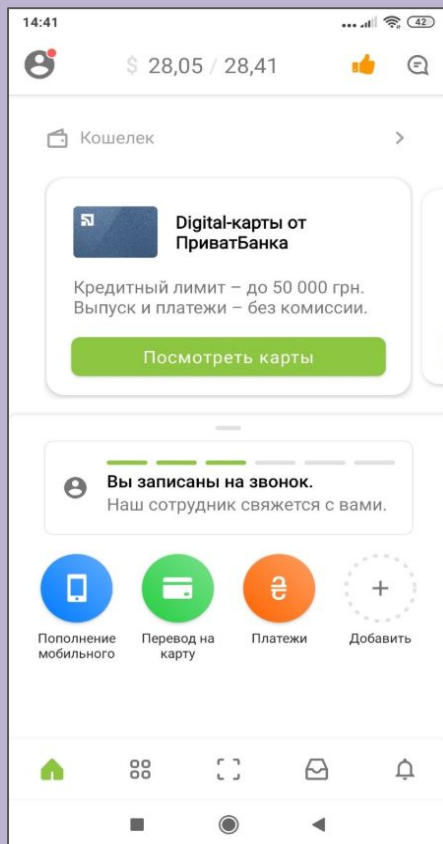 14:41
42
$ 28,05 / 28,41
Кошелек
Digital-карты от
ПриватБанка
Кредитный лимит – до 50 000 грн.
Выпуск и платежи – без комиссии.
Посмотреть карты
Вы записаны на звонок.
Наш сотрудник свяжется с вами.
Пополнение
мобильного
Перевод на
карту
₴
Платежи
+
Добавить